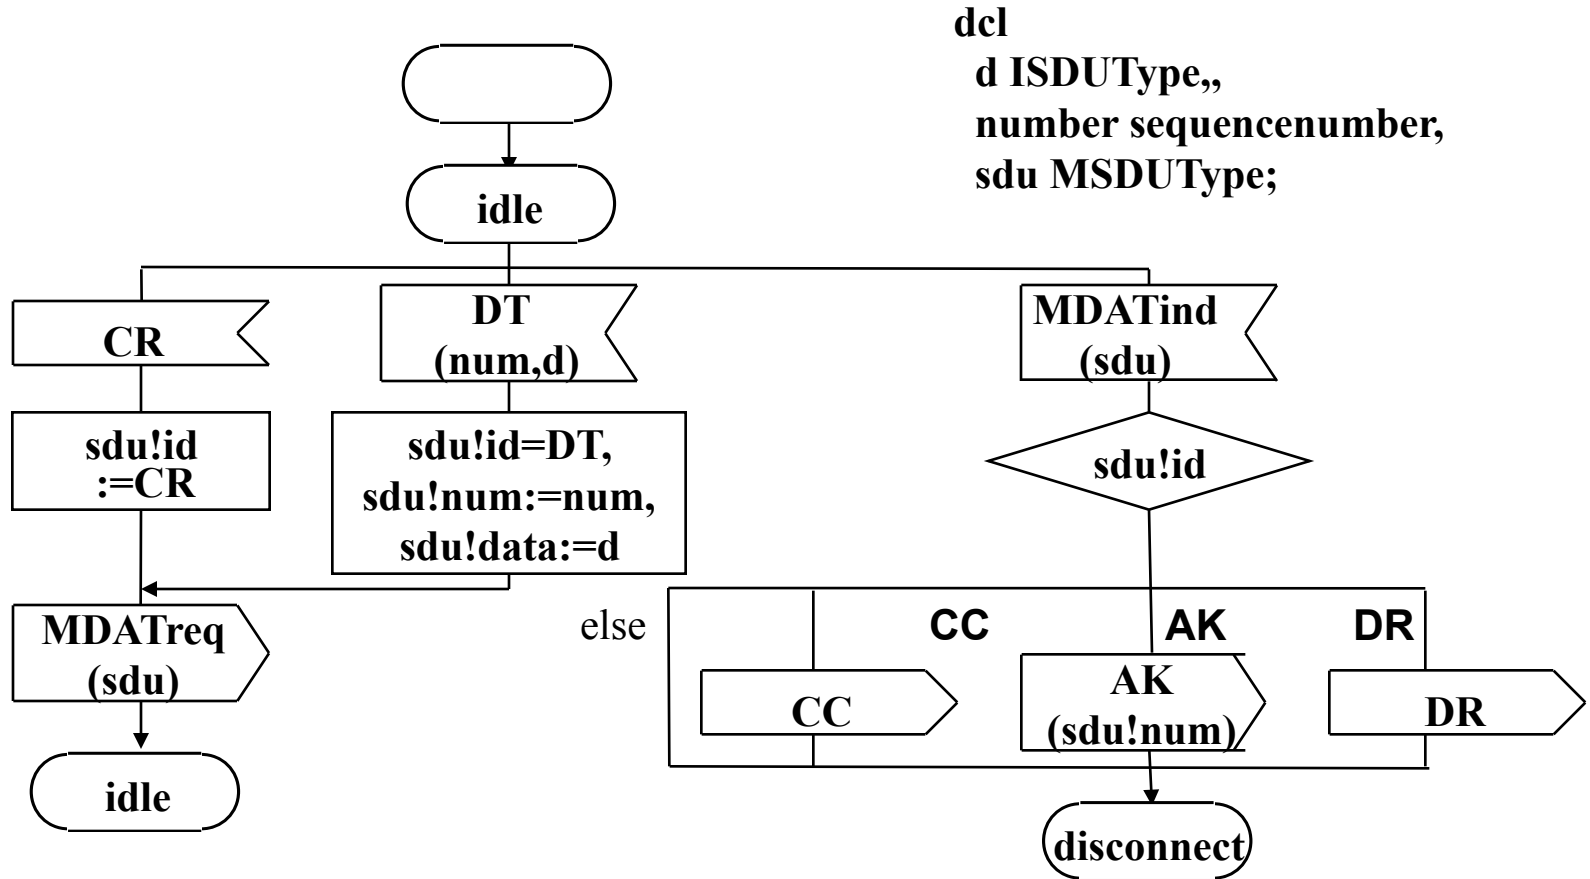 dcl
d ISDUType,,
number sequencenumber,
sdu MSDUType;
idle
CR
DT
(num,d)
MDATind
(sdu)
sdu!id
:=CR
sdu!id=DT,
sdu!num:=num,
sdu!data:=d
sdu!id
else
CC
AK
DR
MDATreq
(sdu)
CC
AK
(sdu!num)
DR
idle
disconnect